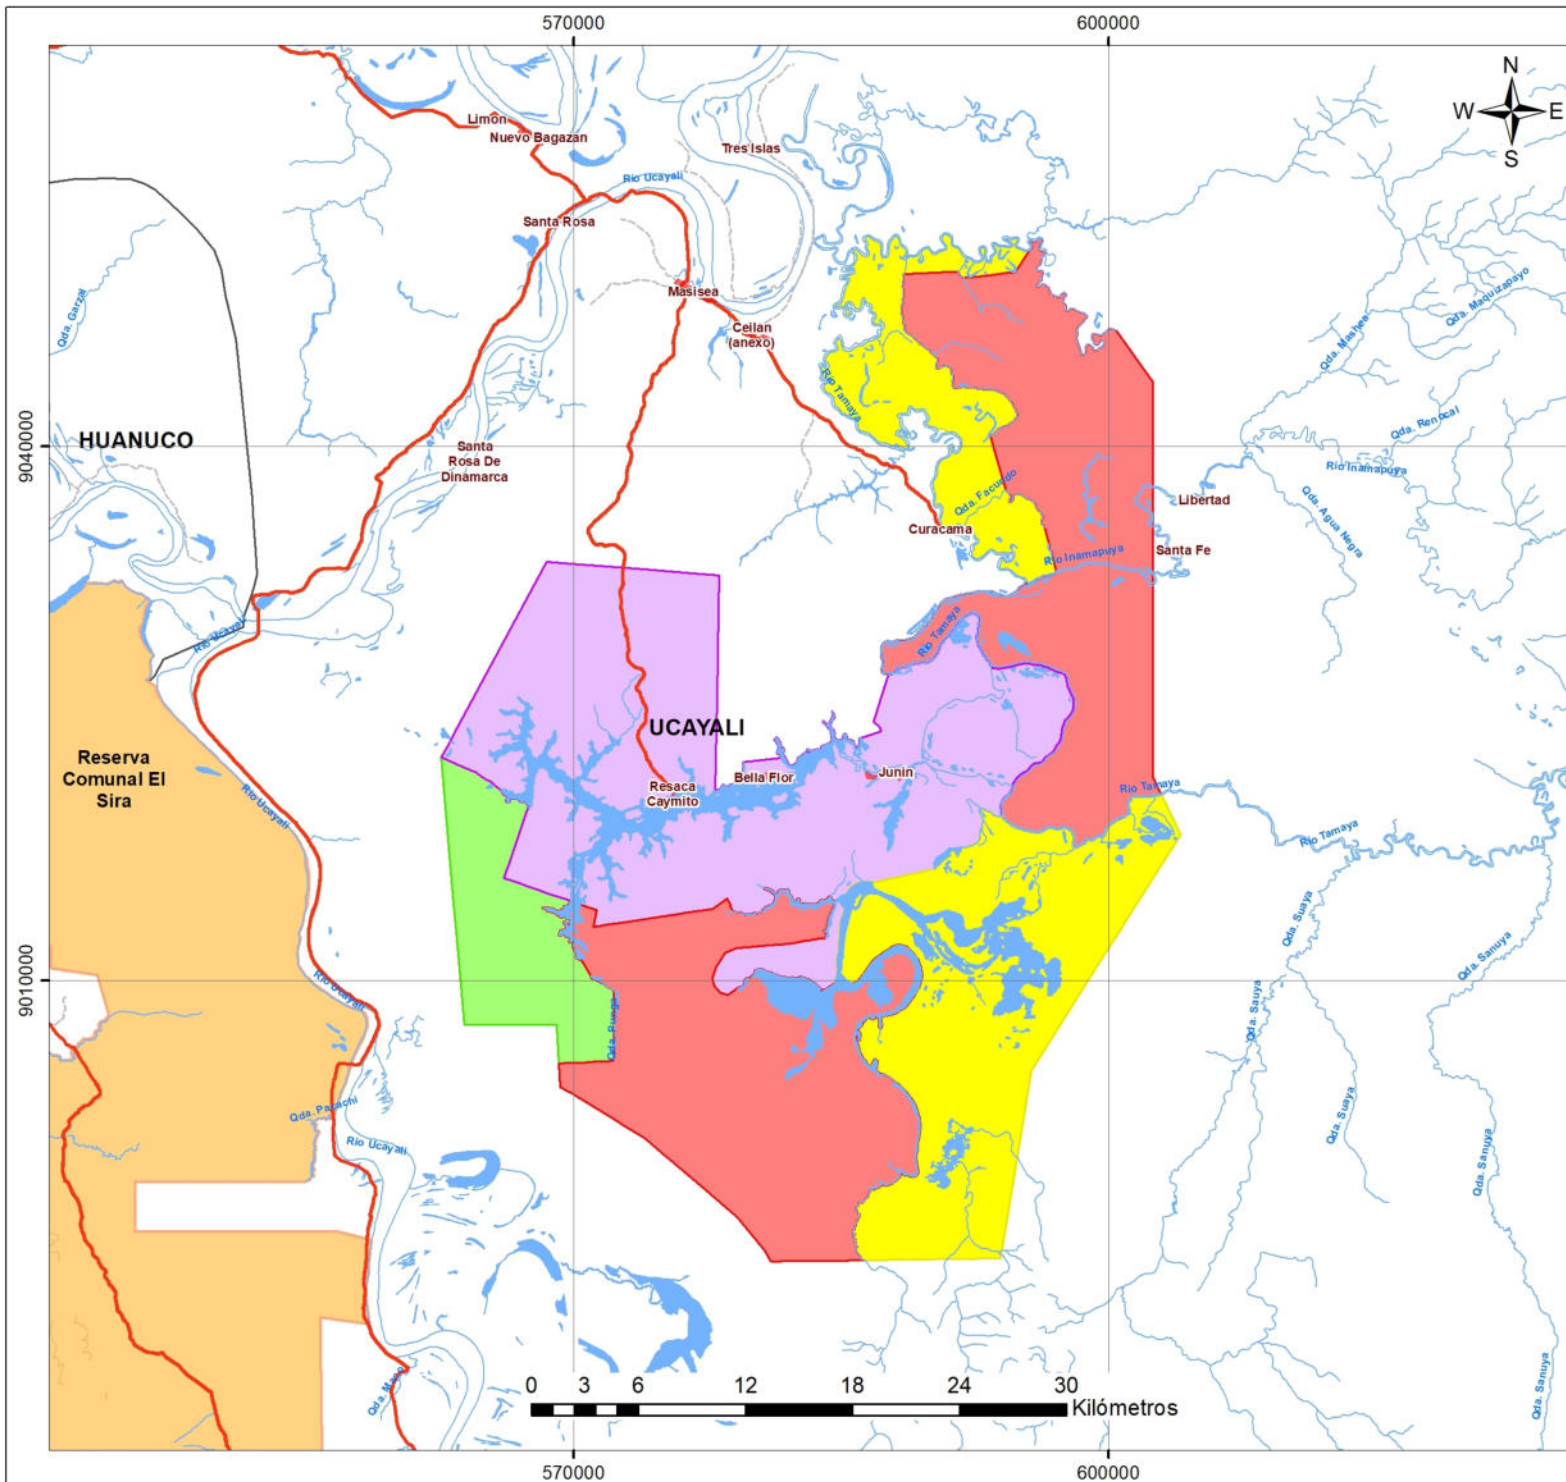 570000
600000
N
W
E
S
Limon
Nuevo Bagazan
Tres Islas
Rio Ucayali
Santa Rosa
Masisea
Qda. Garzal
Ceilan
(anexo)
Qda. Maquizapayo
Qda. Mashea
Rio Tamaya
9040000
HUANUCO
Santa
Rosa De
Dinamarca
Qda. Renocal
Rio Inamapuya
Qda. Facundo
Libertad
Qda. Agua Negra
Curacama
Rio Inamapuya
Santa Fe
Rio Ucayali
Rio Tamaya
UCAYALI
Reserva
Comunal El
Sira
Resaca
Caymito
Bella Flor
Junin
Rio Tamaya
Rio Ucayali
Rio Tamaya
Qda. Suaya
Qda. Sanuya
9010000
Rio Ucayali
Qda. Punga
Qda. Sauya
Qda. Pacachi
Qda. Suaya
Rio Ucayali
Qda. Sanuya
Qda. Maco
Qda. Sanuya
0 3 6 12 18 24 30
Kilómetros
570000
600000